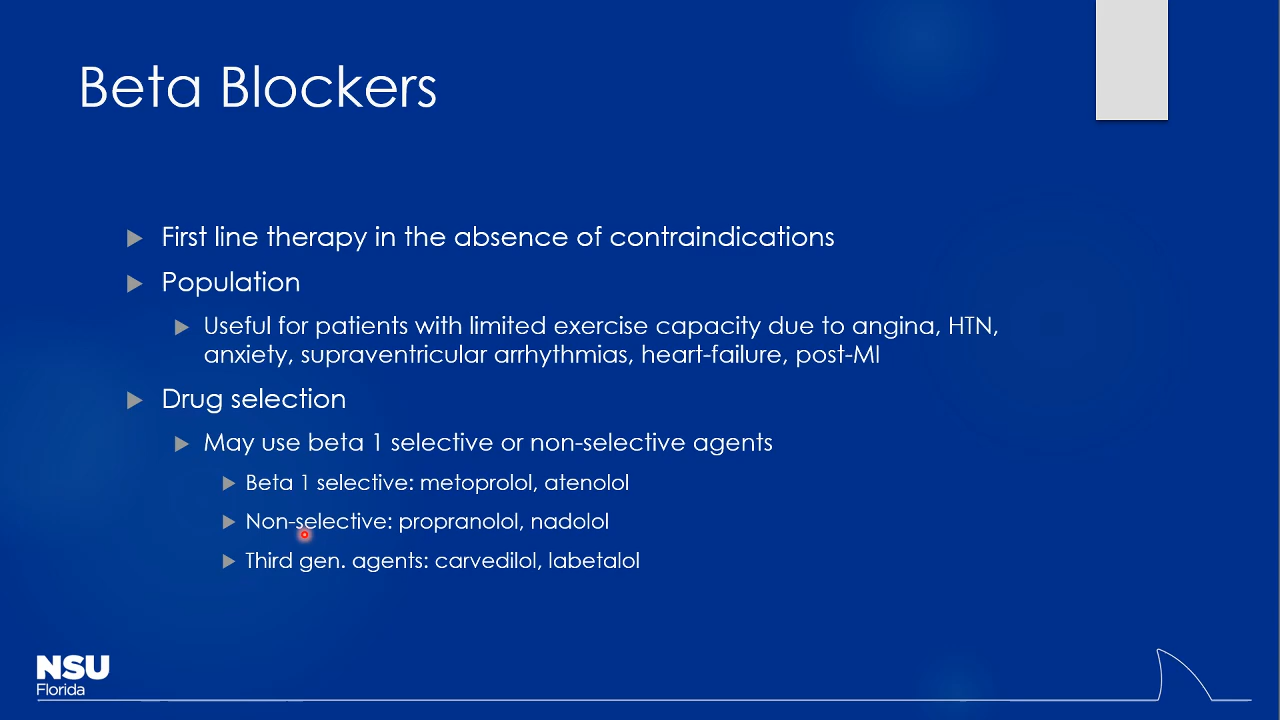 Beta Blockers
First line therapy in the absence of contraindications
Population
Useful for patients with limited exercise capacity due to angina, HTN,
anxiety, supraventricular arrhythmias, heart-failure, post-MI
Drug selection
May use beta 1 selective or non-selective agents
Beta 1 selective: metoprolol, atenolol
Non-selective: propranolol, nadolol
Third gen. agents: carvedilol, labetalol
NSU
Florida